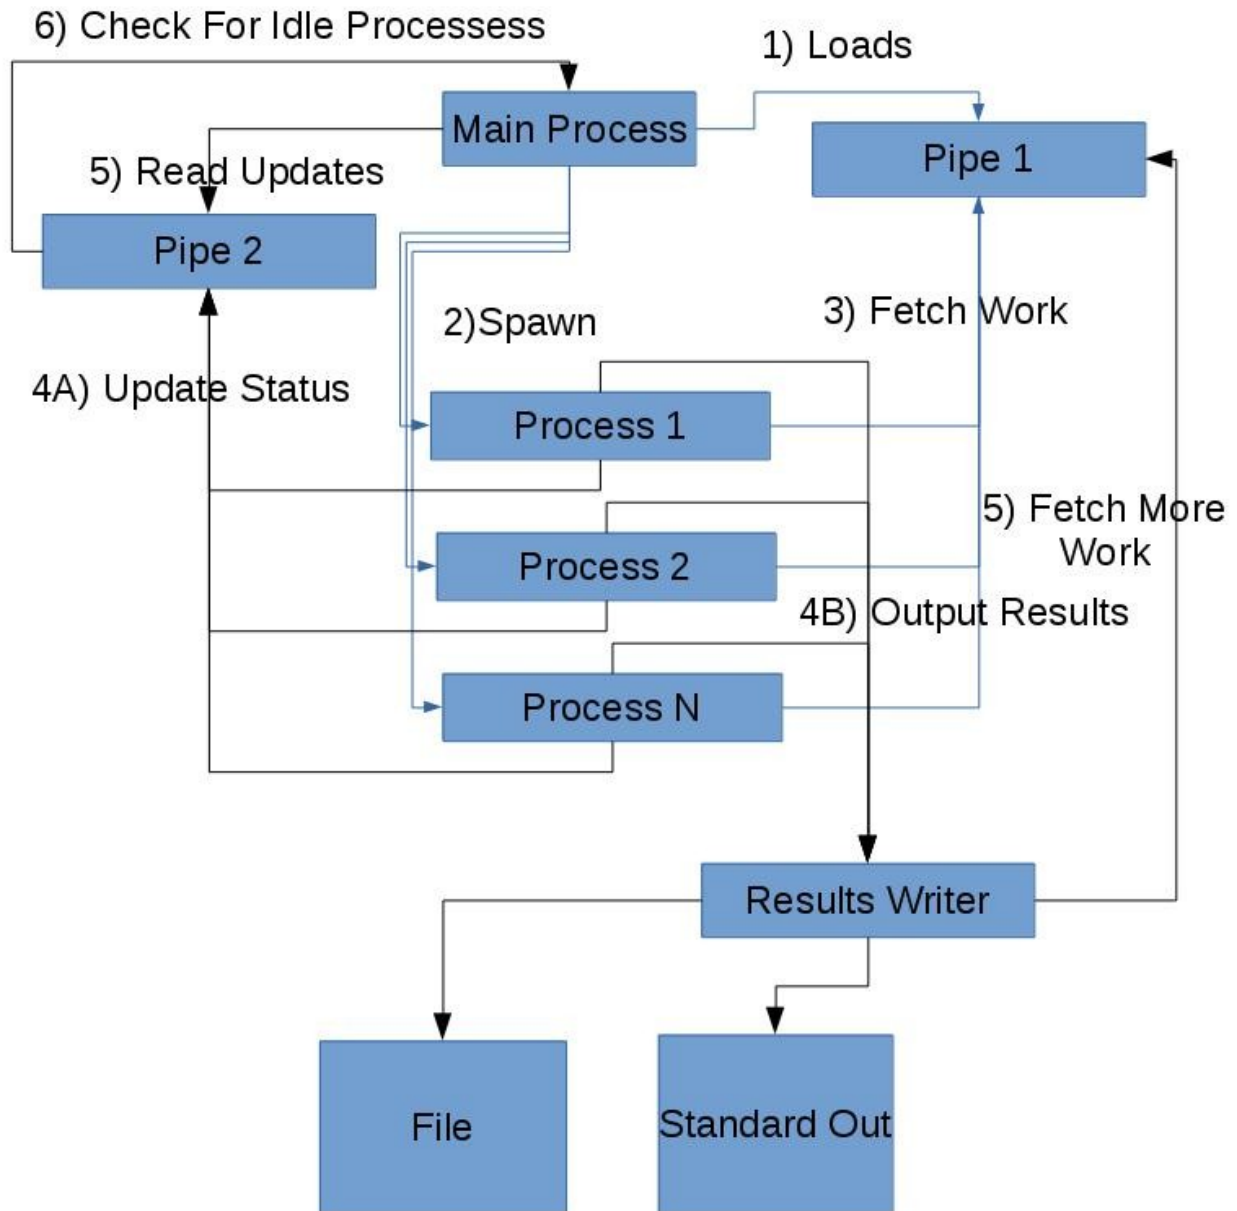 6) Check For Idle Processess
1) Loads
Main Process
Pipe 1
5) Read Updates
Pipe 2
2)Spawn
3) Fetch Work
4A) Update Status
Process 1
5) Fetch More
Work
Process 2
4B) Output Results
Process N
Results Writer
File
Standard Out